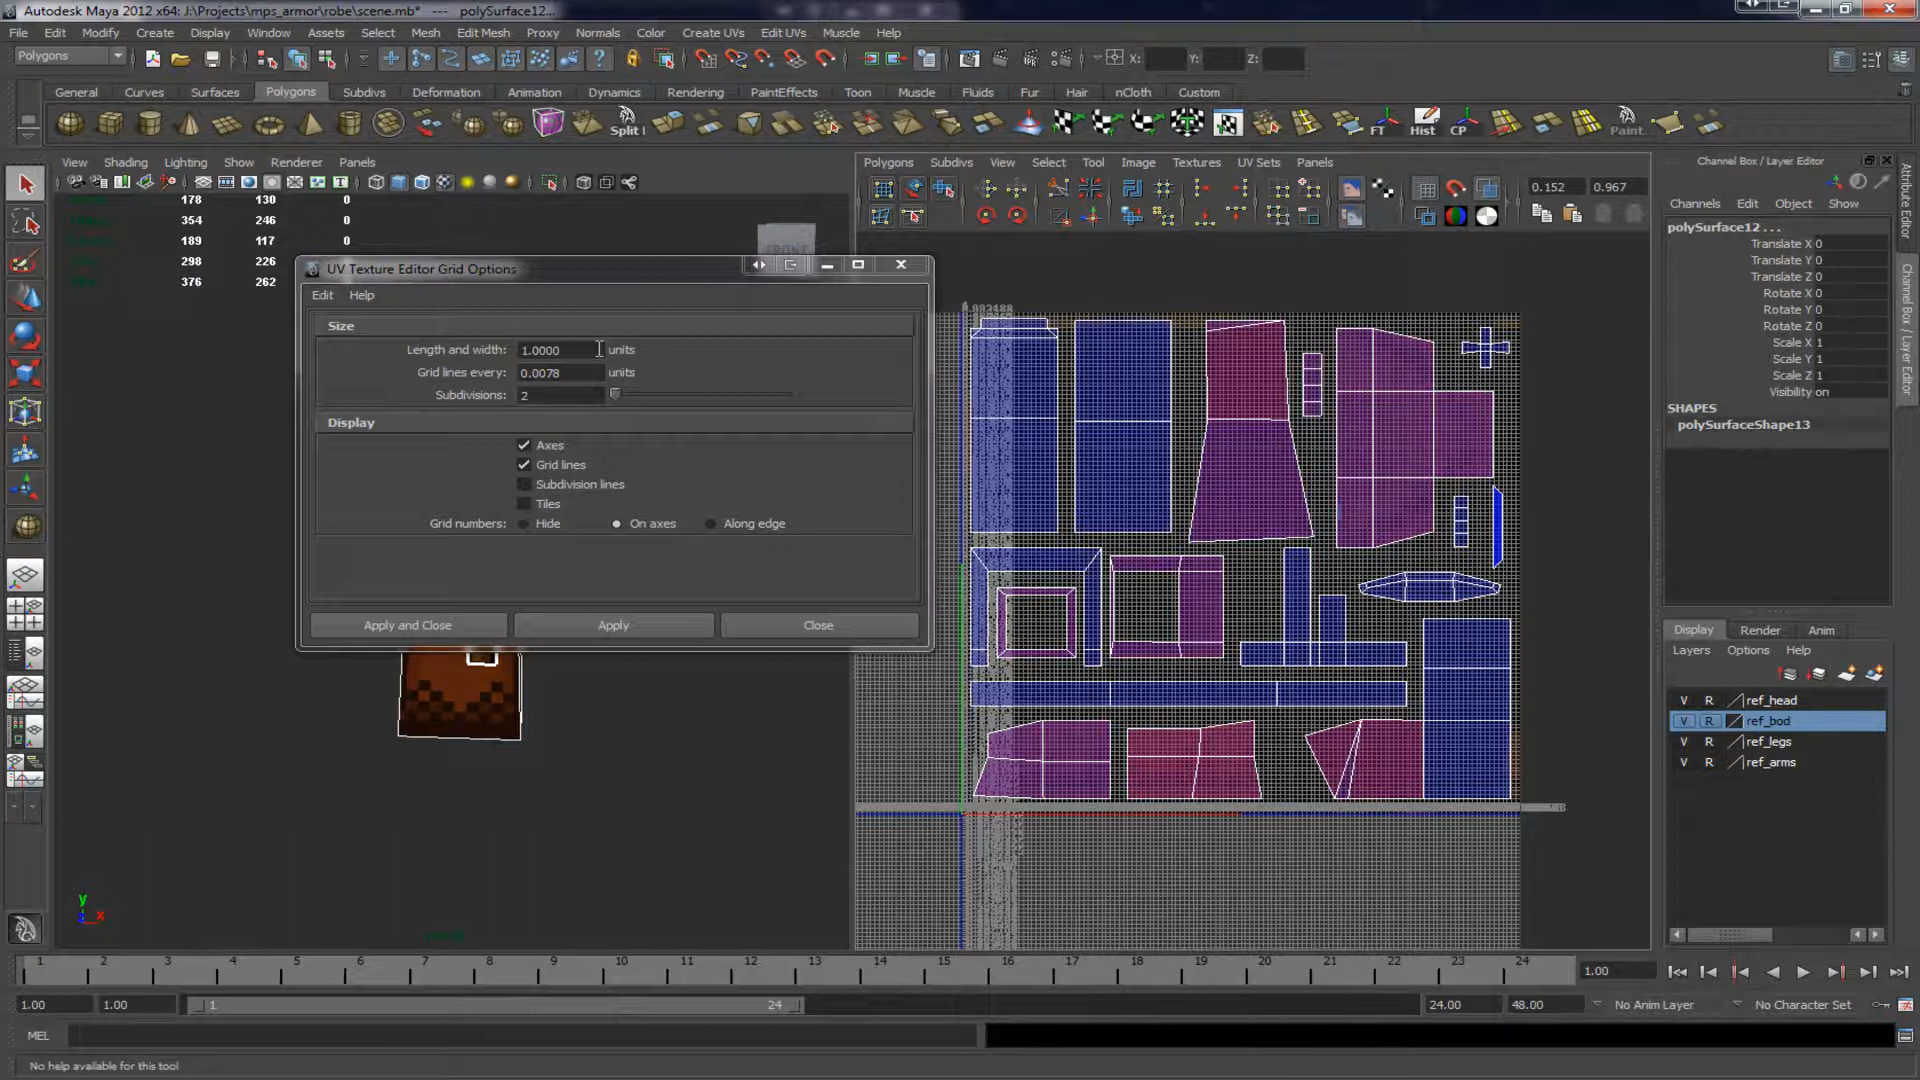 Autodesk Maya 2012 x64: J:\Projects\mps_armor\robe\scene.mb* --- polySurface12...
File Edit Modify Create Display Window Assets Select Mesh Edit Mesh Proxy Normals Color Create UVs Edit UVs Muscle Help
Polygons X: Y: Z:
General Curves Surfaces Polygons Subdivs Deformation Animation Dynamics Rendering PaintEffects Toon Muscle Fluids Fur Hair nCloth Custom
Split FT Hist CP Paint
View Shading Lighting Show Renderer Panels
Polygons Subdivs View Select Tool Image Textures UV Sets Panels
Channel Box / Layer Editor
0.152 0.967
178 130 0
354 246 0
189 117 0
298 226
376 262
FRONT
UV Texture Editor Grid Options
Edit Help
Size
Length and width: 1.0000 units
Grid lines every: 0.0078 units
Subdivisions: 2
Display
Axes
Grid lines
Subdivision lines
Tiles
Grid numbers: Hide On axes Along edge
Apply and Close Apply Close
Channels Edit Object Show
polySurface12 . . .
Translate X 0
Translate Y 0
Translate Z 0
Rotate X 0
Rotate Y 0
Rotate Z 0
Scale X 1
Scale Y 1
Scale Z 1
Visibility on
SHAPES
polySurfaceShape13
Attribute Editor
Channel Box / Layer Editor
Display Render Anim
Layers Options Help
V R ref_head
V R ref_bod
V R ref_legs
V R ref_arms
y
z x
1 2 3 4 5 6 7 8 9 10 11 12 13 14 15 16 17 18 19 20 21 22 23 24 1.00
1.00 1.00 1 24 24.00 48.00 No Anim Layer No Character Set
MEL
No help available for this tool